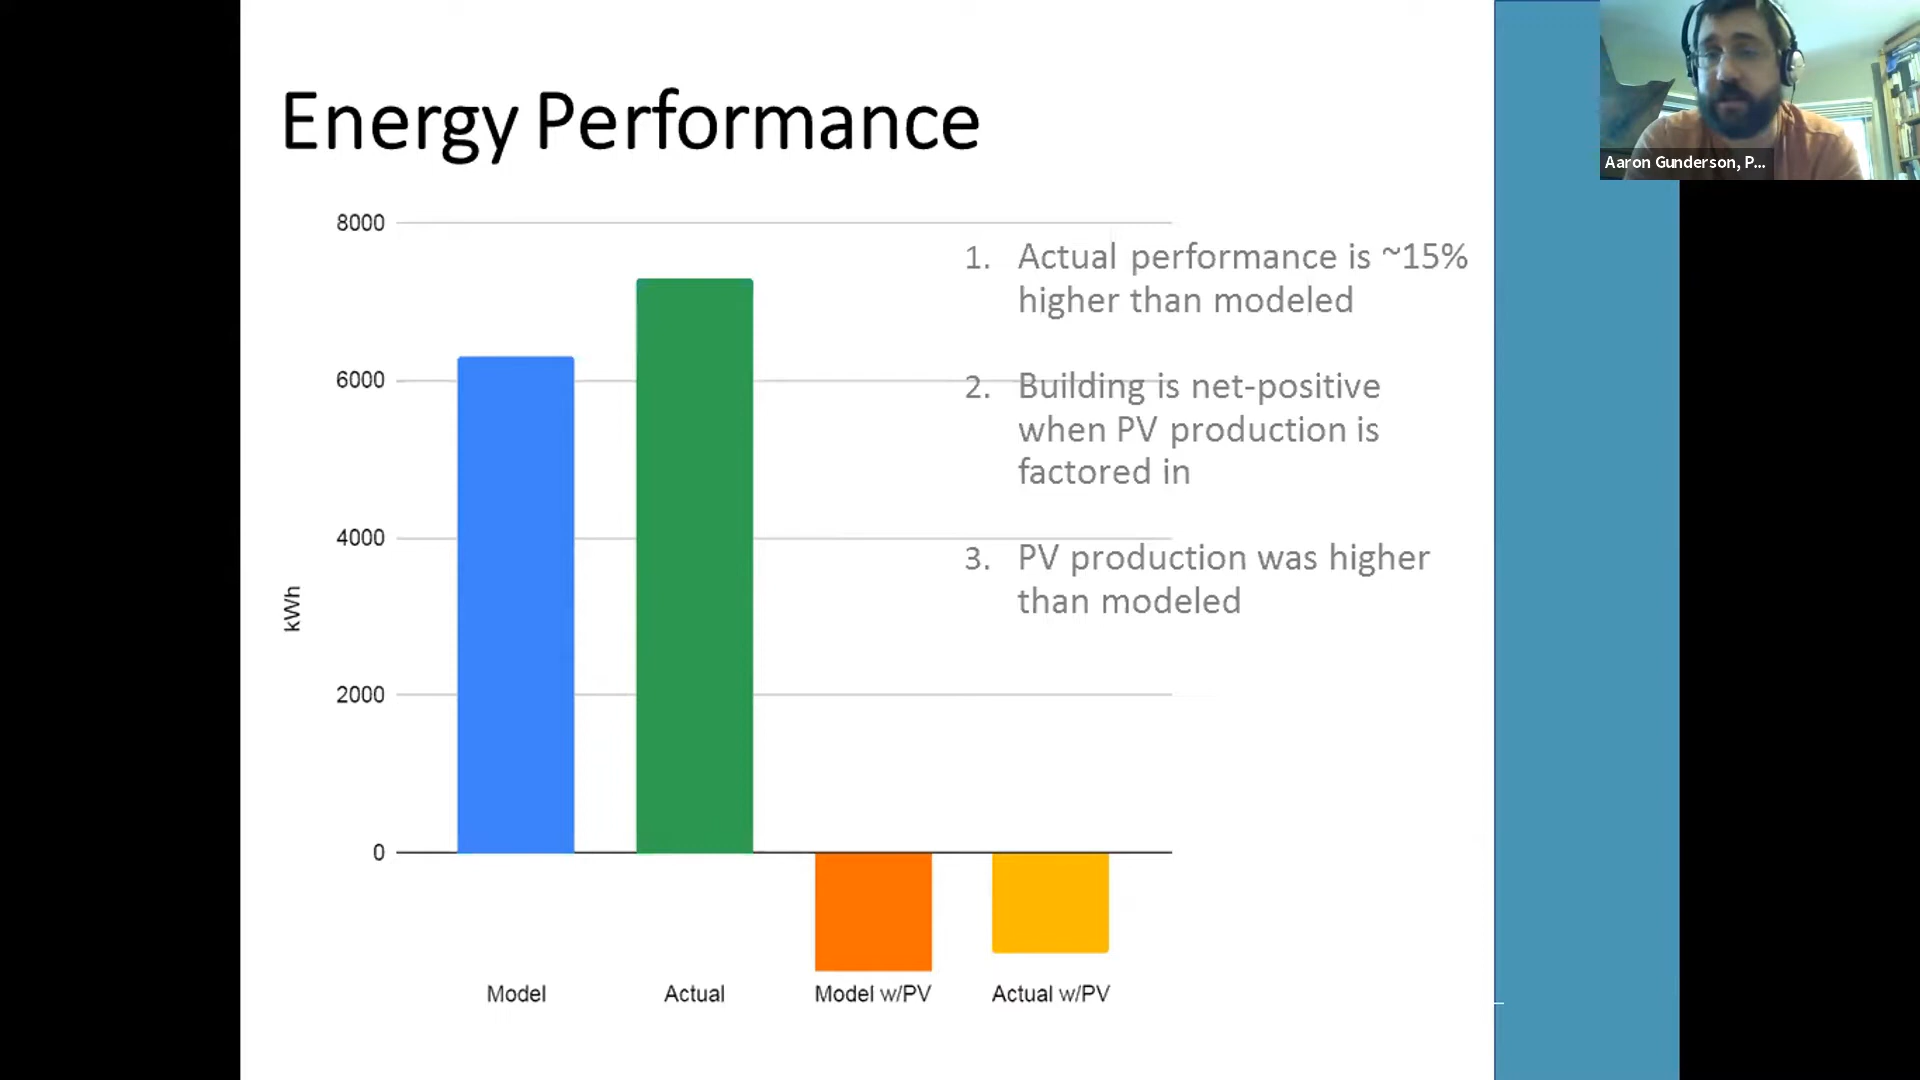 Energy Performance
Aaron Gunderson, P...
8000
6000
4000
2000
0
kWh
Model
Actual
Model w/PV
Actual w/PV
1. Actual performance is ~15%
higher than modeled
2. Building is net-positive
when PV production is
factored in
3. PV production was higher
than modeled